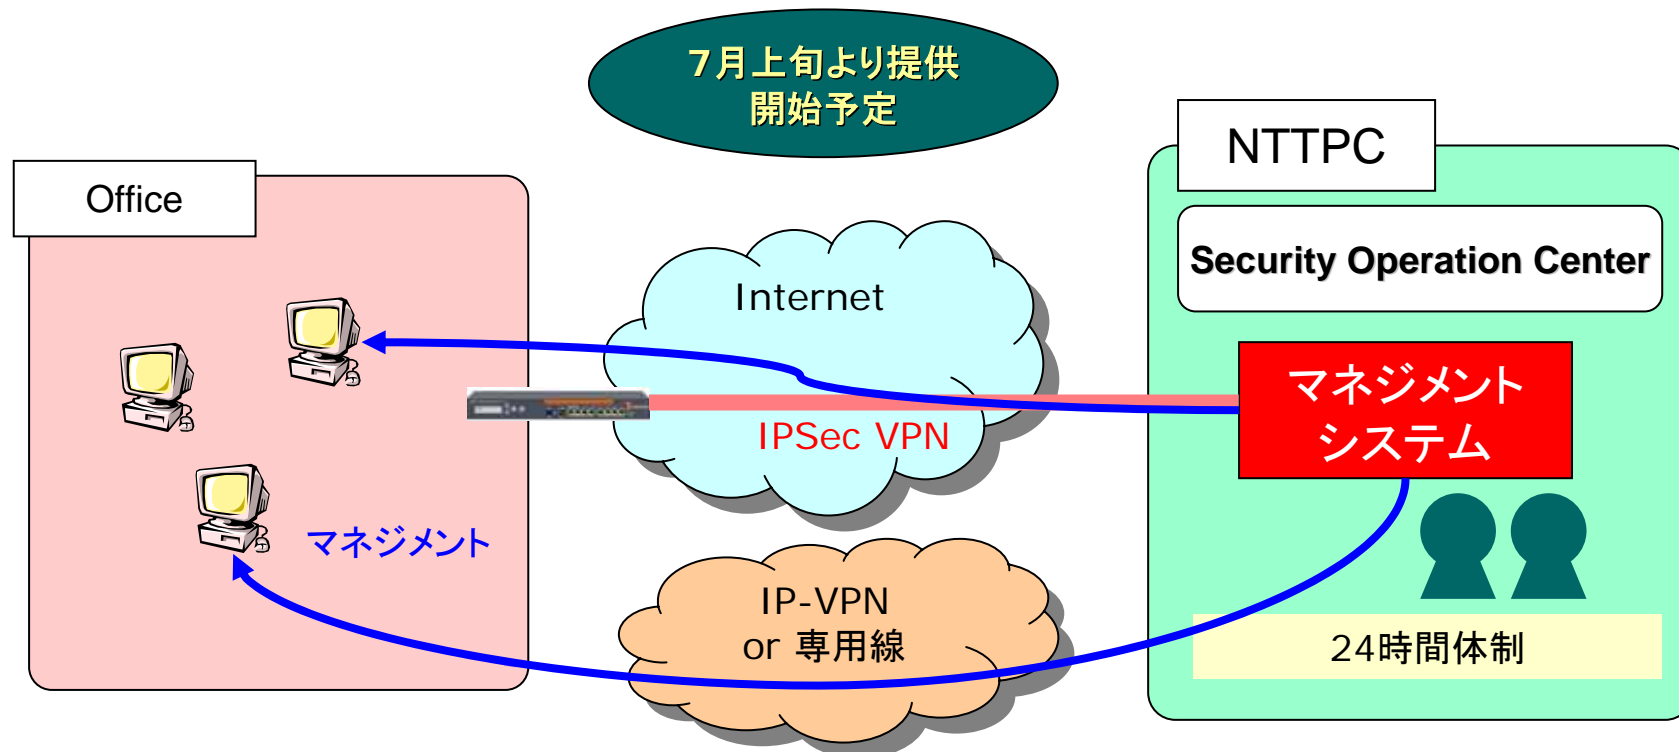 7月上旬より提供
開始予定
Office
NTTPC
Security Operation Center
Internet
IPSec VPN
マネジメント
システム
マネジメント
IP-VPN
or 専用線
24時間体制